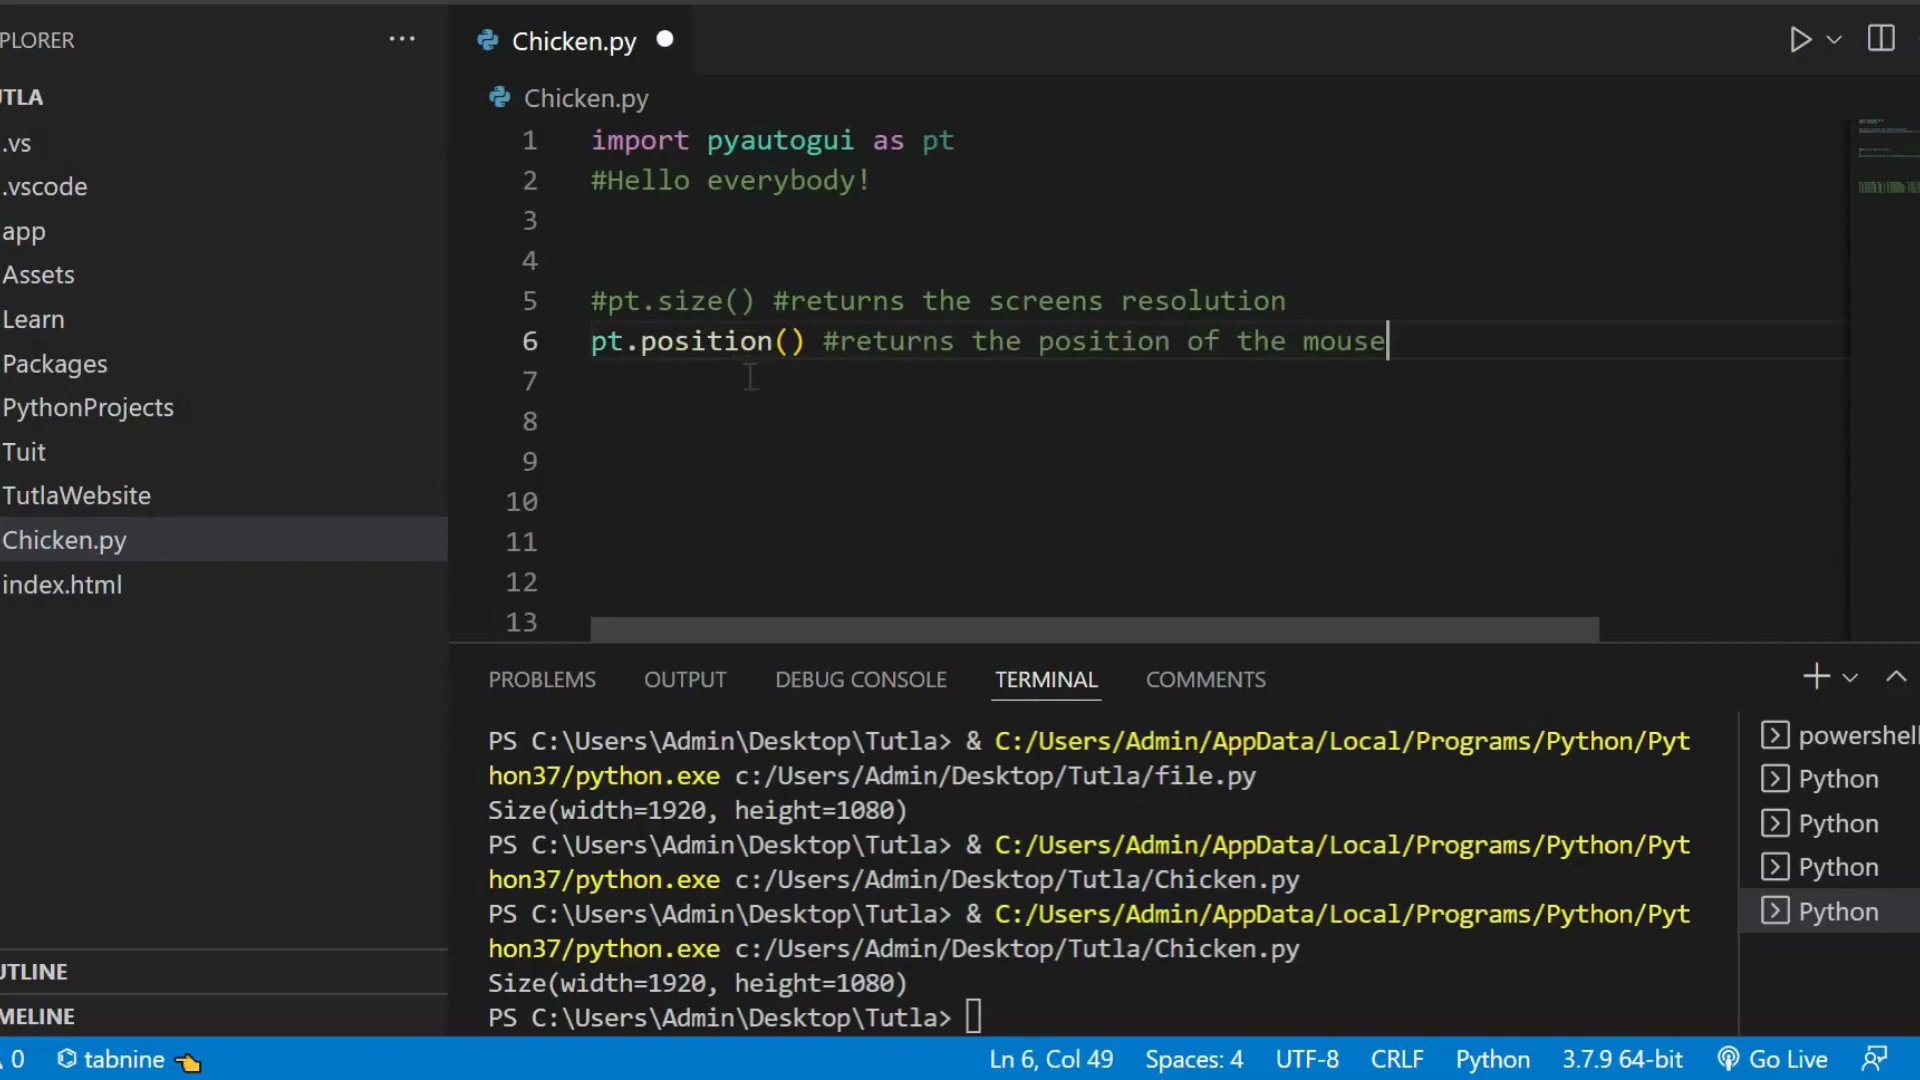 PLORER
TLA
.vs
.vscode
app
Assets
Learn
Packages
PythonProjects
Tuit
TutlaWebsite
Chicken.py
index.html
UTLINE
MELINE
Chicken.py
Chicken.py
1 import pyautogui as pt
2 #Hello everybody!
3
4
5 #pt.size() #returns the screens resolution
6 pt.position() #returns the position of the mouse
7
8
9
10
11
12
13
PROBLEMS OUTPUT DEBUG CONSOLE TERMINAL COMMENTS
PS C:\Users\Admin\Desktop\Tutla> & C:/Users/Admin/AppData/Local/Programs/Python/Pyt
hon37/python.exe c:/Users/Admin/Desktop/Tutla/file.py
Size(width=1920, height=1080)
PS C:\Users\Admin\Desktop\Tutla> & C:/Users/Admin/AppData/Local/Programs/Python/Pyt
hon37/python.exe c:/Users/Admin/Desktop/Tutla/Chicken.py
PS C:\Users\Admin\Desktop\Tutla> & C:/Users/Admin/AppData/Local/Programs/Python/Pyt
hon37/python.exe c:/Users/Admin/Desktop/Tutla/Chicken.py
Size(width=1920, height=1080)
PS C:\Users\Admin\Desktop\Tutla>
powershell
Python
Python
Python
Python
0 tabnine Ln 6, Col 49 Spaces: 4 UTF-8 CRLF Python 3.7.9 64-bit Go Live